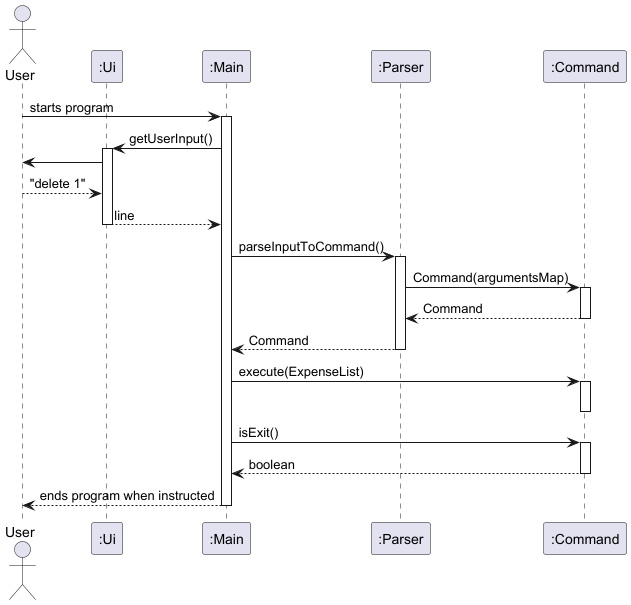 User
:Ui
:Main
:Parser
:Command
starts program
getUserInput()
"delete 1"
line
parseInputToCommand()
Command(argumentsMap)
Command
Command
execute(ExpenseList)
isExit()
boolean
ends program when instructed
User
:Ui
:Main
:Parser
:Command